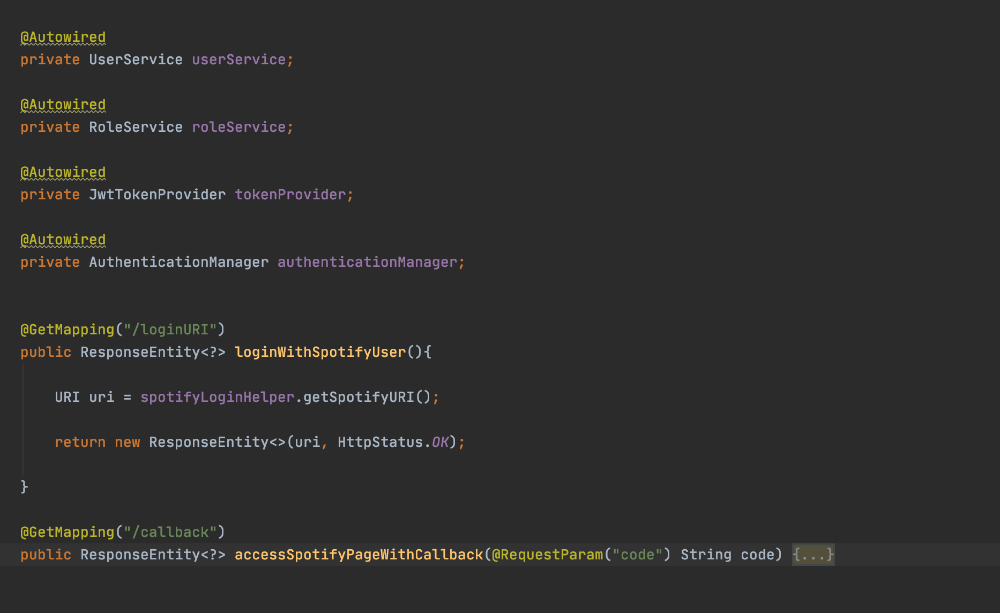 @Autowired
private UserService userService;
@Autowired
private RoleService roleService;
@Autowired
private JwtTokenProvider tokenProvider;
@Autowired
private AuthenticationManager authenticationManager;
@GetMapping("/loginURI")
public ResponseEntity<?> loginWithSpotifyUser(){
URI uri = spotifyLoginHelper.getSpotifyURI();
return new ResponseEntity<>(uri, HttpStatus.OK);
}
@GetMapping("/callback")
public ResponseEntity<?> accessSpotifyPageWithCallback(@RequestParam("code") String code) {...}